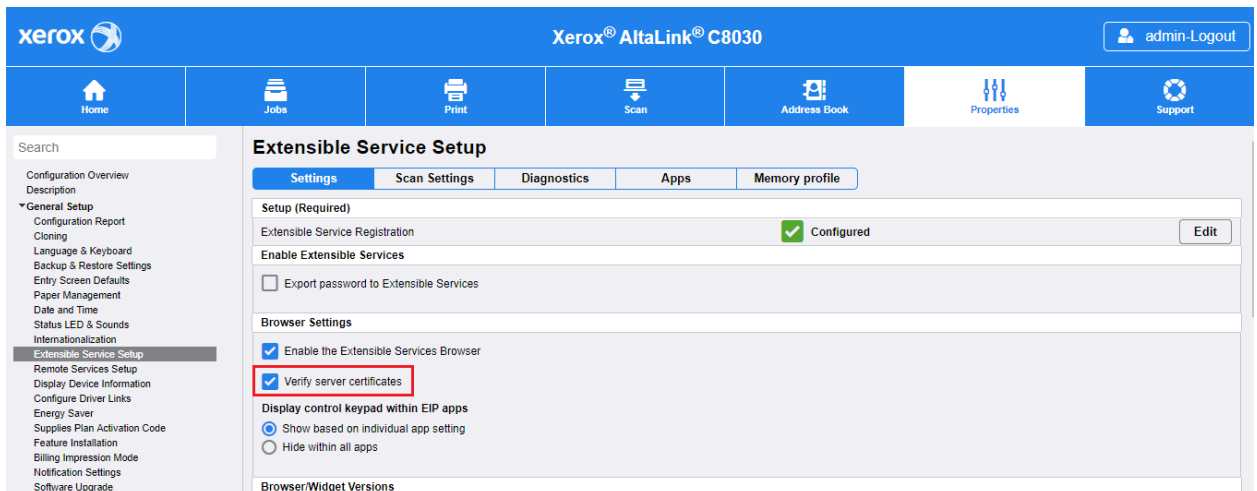 xerox
Xerox® AltaLink® C8030
admin-Logout
Home
Jobs
Print
Scan
Address Book
Properties
Support
Search
Configuration Overview
Description
General Setup
Configuration Report
Cloning
Language & Keyboard
Backup & Restore Settings
Entry Screen Defaults
Paper Management
Date and Time
Status LED & Sounds
Internationalization
Extensible Service Setup
Remote Services Setup
Display Device Information
Configure Driver Links
Energy Saver
Supplies Plan Activation Code
Feature Installation
Billing Impression Mode
Notification Settings
Software Upgrade
Extensible Service Setup
Settings
Scan Settings
Diagnostics
Apps
Memory profile
Setup (Required)
Extensible Service Registration
Configured
Edit
Enable Extensible Services
Export password to Extensible Services
Browser Settings
Enable the Extensible Services Browser
Verify server certificates
Display control keypad within EIP apps
Show based on individual app setting
Hide within all apps
Browser/Widget Versions